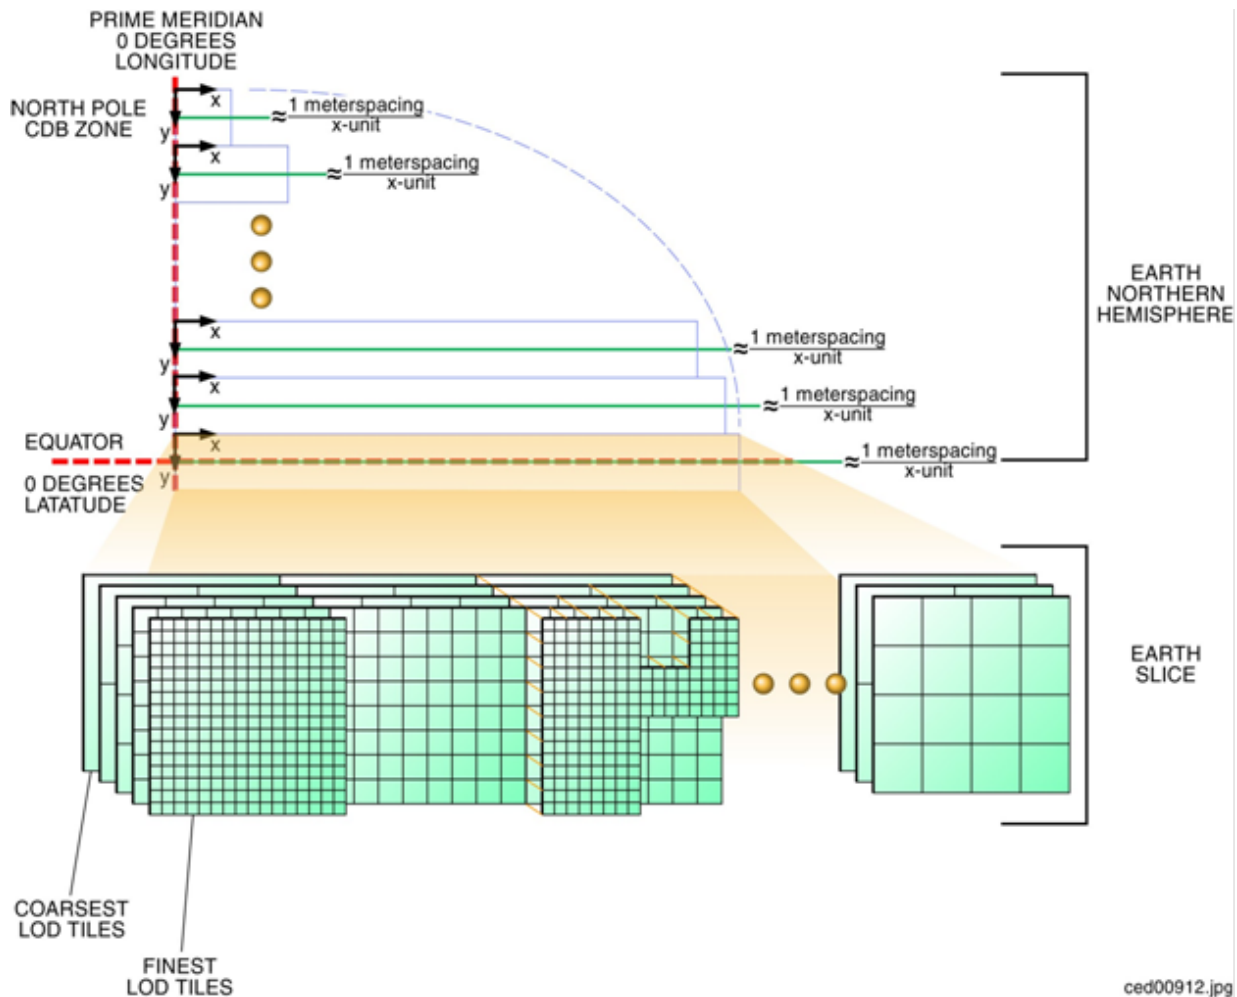 PRIME MERIDIAN
0 DEGREES
LONGITUDE
NORTH POLE
CDB ZONE
x
y
≈ 1 meterspacing
x-unit
x
y
≈ 1 meterspacing
x-unit
EARTH
NORTHERN
HEMISPHERE
x
y
≈ 1 meterspacing
x-unit
x
y
≈ 1 meterspacing
x-unit
EQUATOR
x
y
≈ 1 meterspacing
x-unit
0 DEGREES
LATATUDE
EARTH
SLICE
COARSEST
LOD TILES
FINEST
LOD TILES
ced00912.jpg